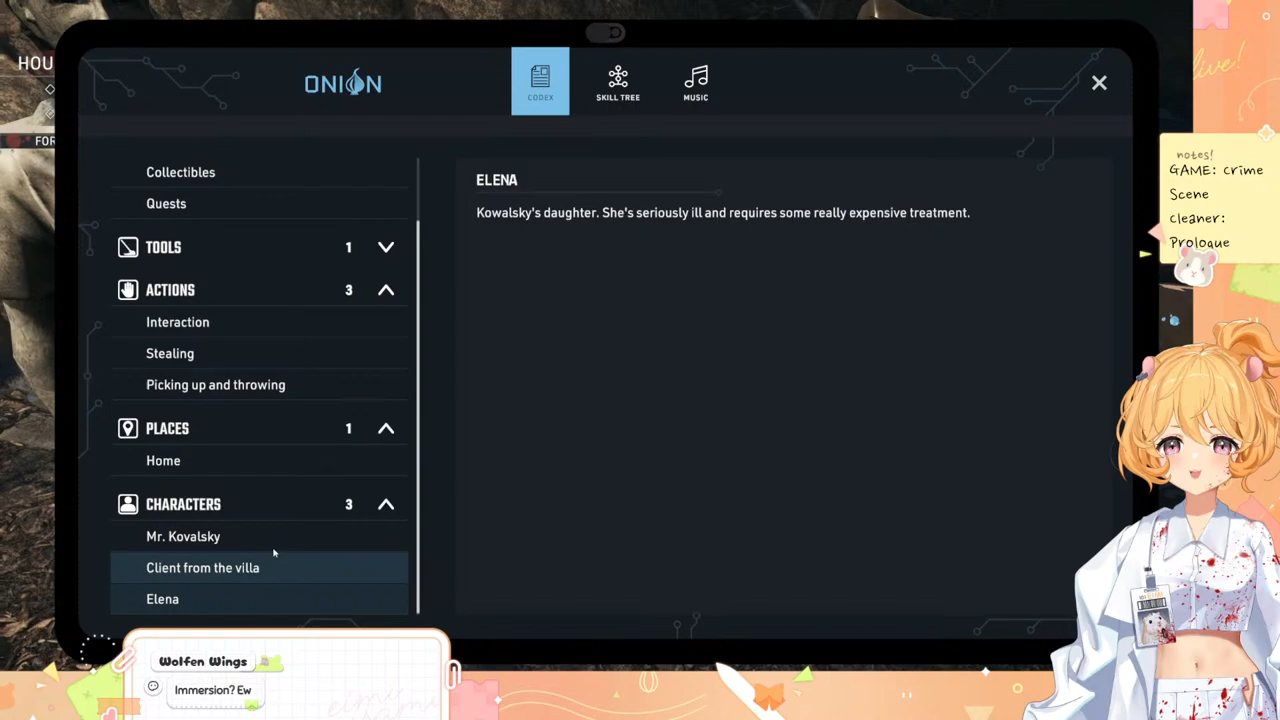 HOU
FOR
ONION
CODEX
SKILL TREE
MUSIC
Collectibles
Quests
TOOLS 1
ACTIONS 3
Interaction
Stealing
Picking up and throwing
PLACES 1
Home
CHARACTERS 3
Mr. Kovalsky
Client from the villa
Elena
ELENA
Kowalsky's daughter. She's seriously ill and requires some really expensive treatment.
live!
notes!
GAME: crime
Scene
cleaner:
Prologue
Wolfen Wings
Immersion? Ew